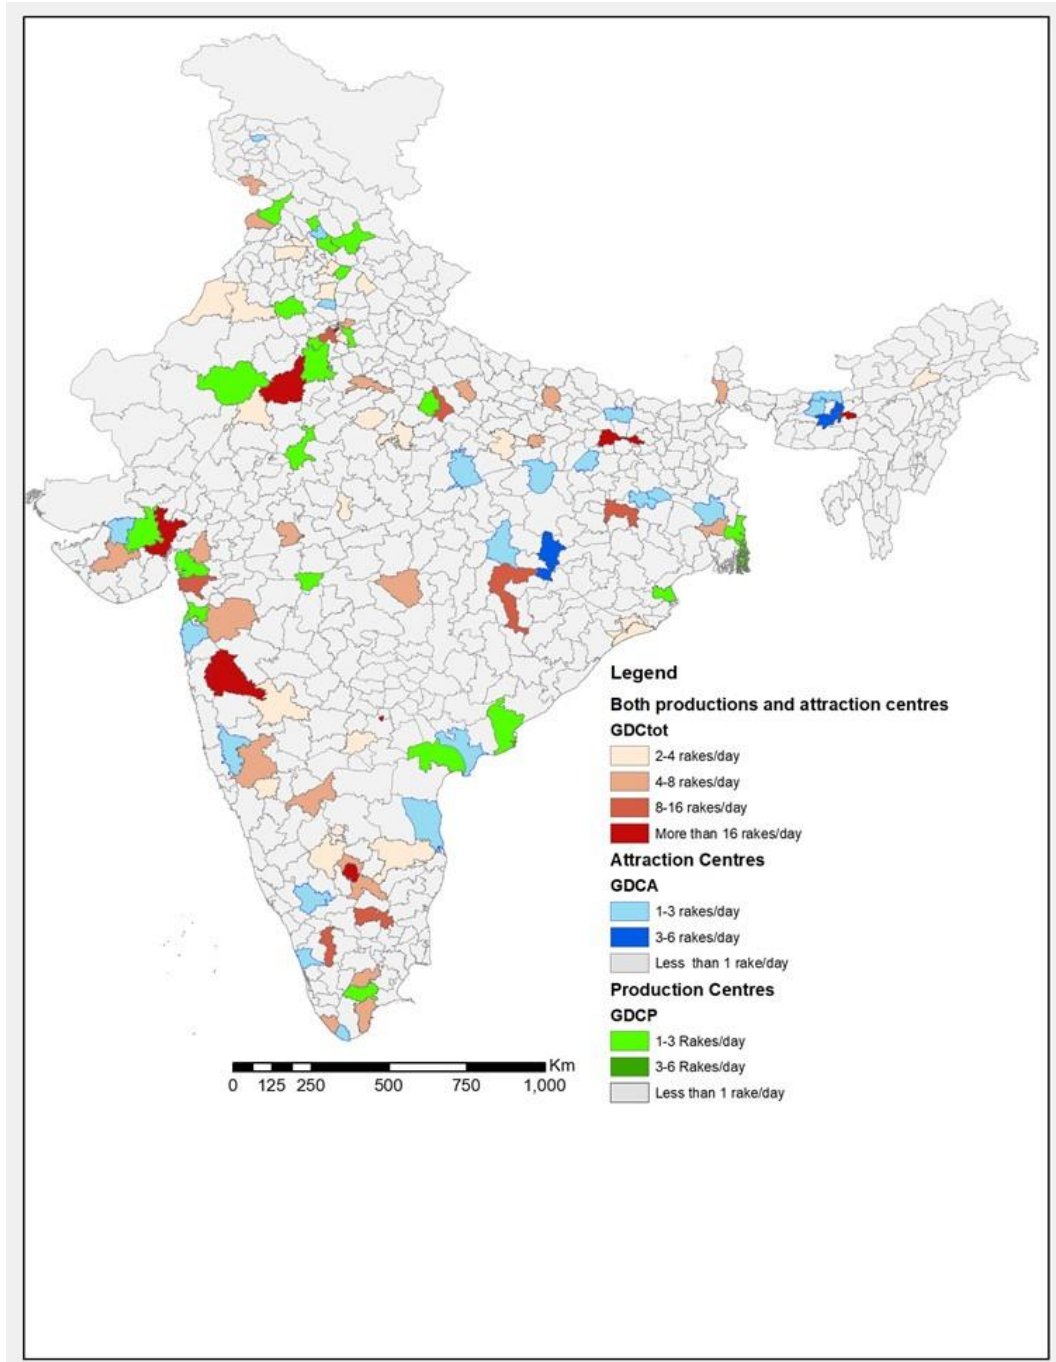 Legend
Both productions and attraction centres
GDCtot
2-4 rakes/day
4-8 rakes/day
8-16 rakes/day
More than 16 rakes/day
Attraction Centres
GDCA
1-3 rakes/day
3-6 rakes/day
Less than 1 rake/day
Production Centres
GDCP
1-3 Rakes/day
3-6 Rakes/day
Less than 1 rake/day
Km
0 125 250 500 750 1,000